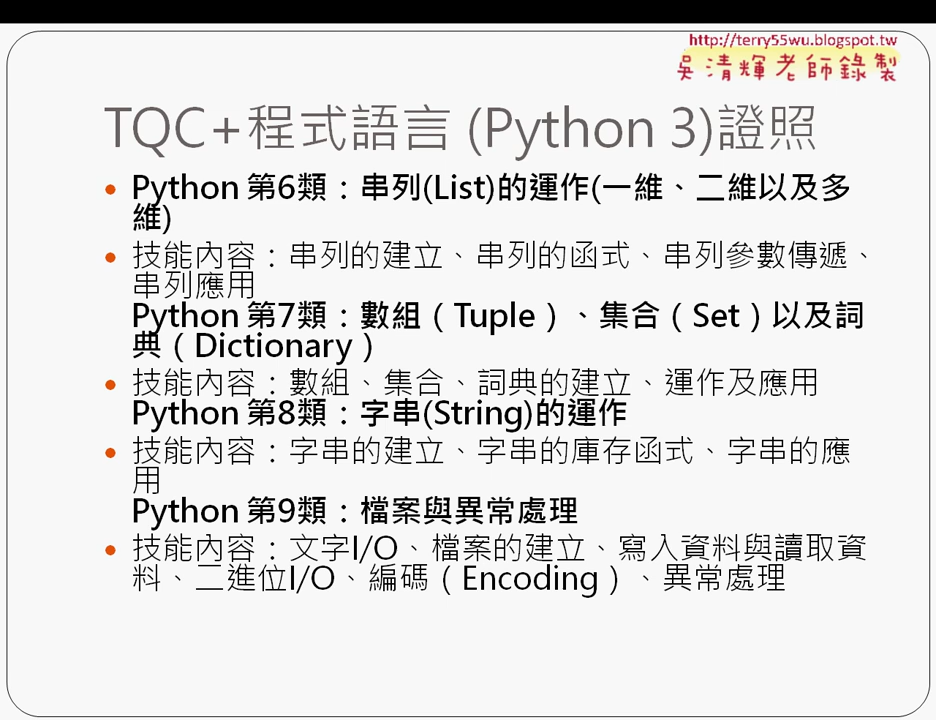 http://terry55wu.blogspot.tw
吳清輝老師錄製
TQC+程式語言 (Python 3)證照
Python 第6類：串列(List)的運作(一維、二維以及多
維)
技能內容：串列的建立、串列的函式、串列參數傳遞、
串列應用
Python 第7類：數組（Tuple）、集合（Set）以及詞
典（Dictionary）
技能內容：數組、集合、詞典的建立、運作及應用
Python 第8類：字串(String)的運作
技能內容：字串的建立、字串的庫存函式、字串的應
用
Python 第9類：檔案與異常處理
技能內容：文字I/O、檔案的建立、寫入資料與讀取資
料、二進位I/O、編碼（Encoding）、異常處理